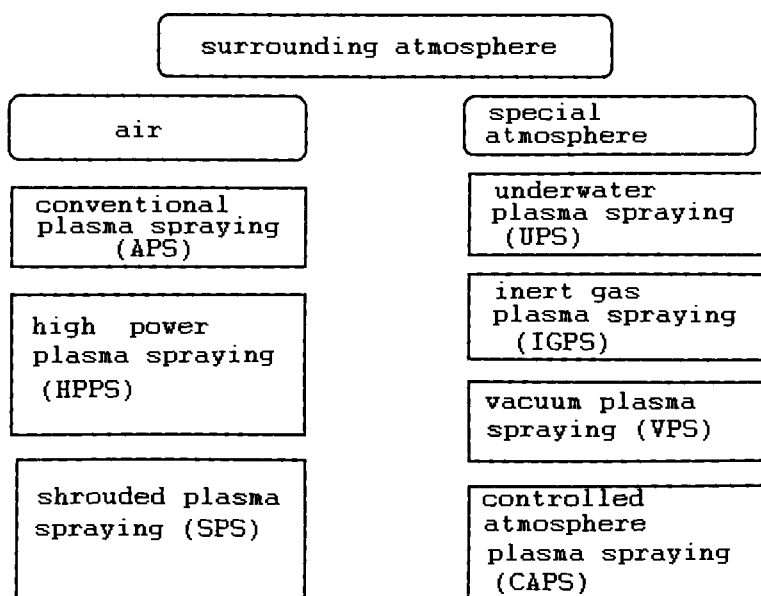 surrounding atmosphere
air
conventional
plasma spraying
(APS)
high power
plasma spraying
(HPPS)
shrouded plasma
spraying (SPS)
special
atmosphere
underwater
plasma spraying
(UPS)
inert gas
plasma spraying
(IGPS)
vacuum plasma
spraying (VPS)
controlled
atmosphere
plasma spraying
(CAPS)